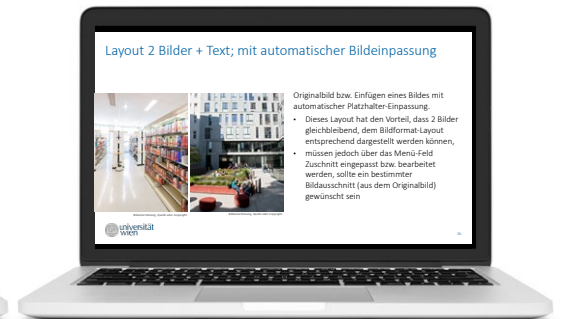 Layout 2 Bilder + Text; mit automatischer Bildeinpassung
Originalbild bzw. Einfügen eines Bildes mit
automatischer Platzhalter-Einpassung.
• Dieses Layout hat den Vorteil, dass 2 Bilder
gleichbleibend, dem Bildformat-Layout
entsprechend dargestellt werden können,
• müssen jedoch über das Menü-Feld
Zuschnitt eingepasst bzw. bearbeitet
werden, sollte ein bestimmter
Bildausschnitt (aus dem Originalbild)
gewünscht sein
universität
wien